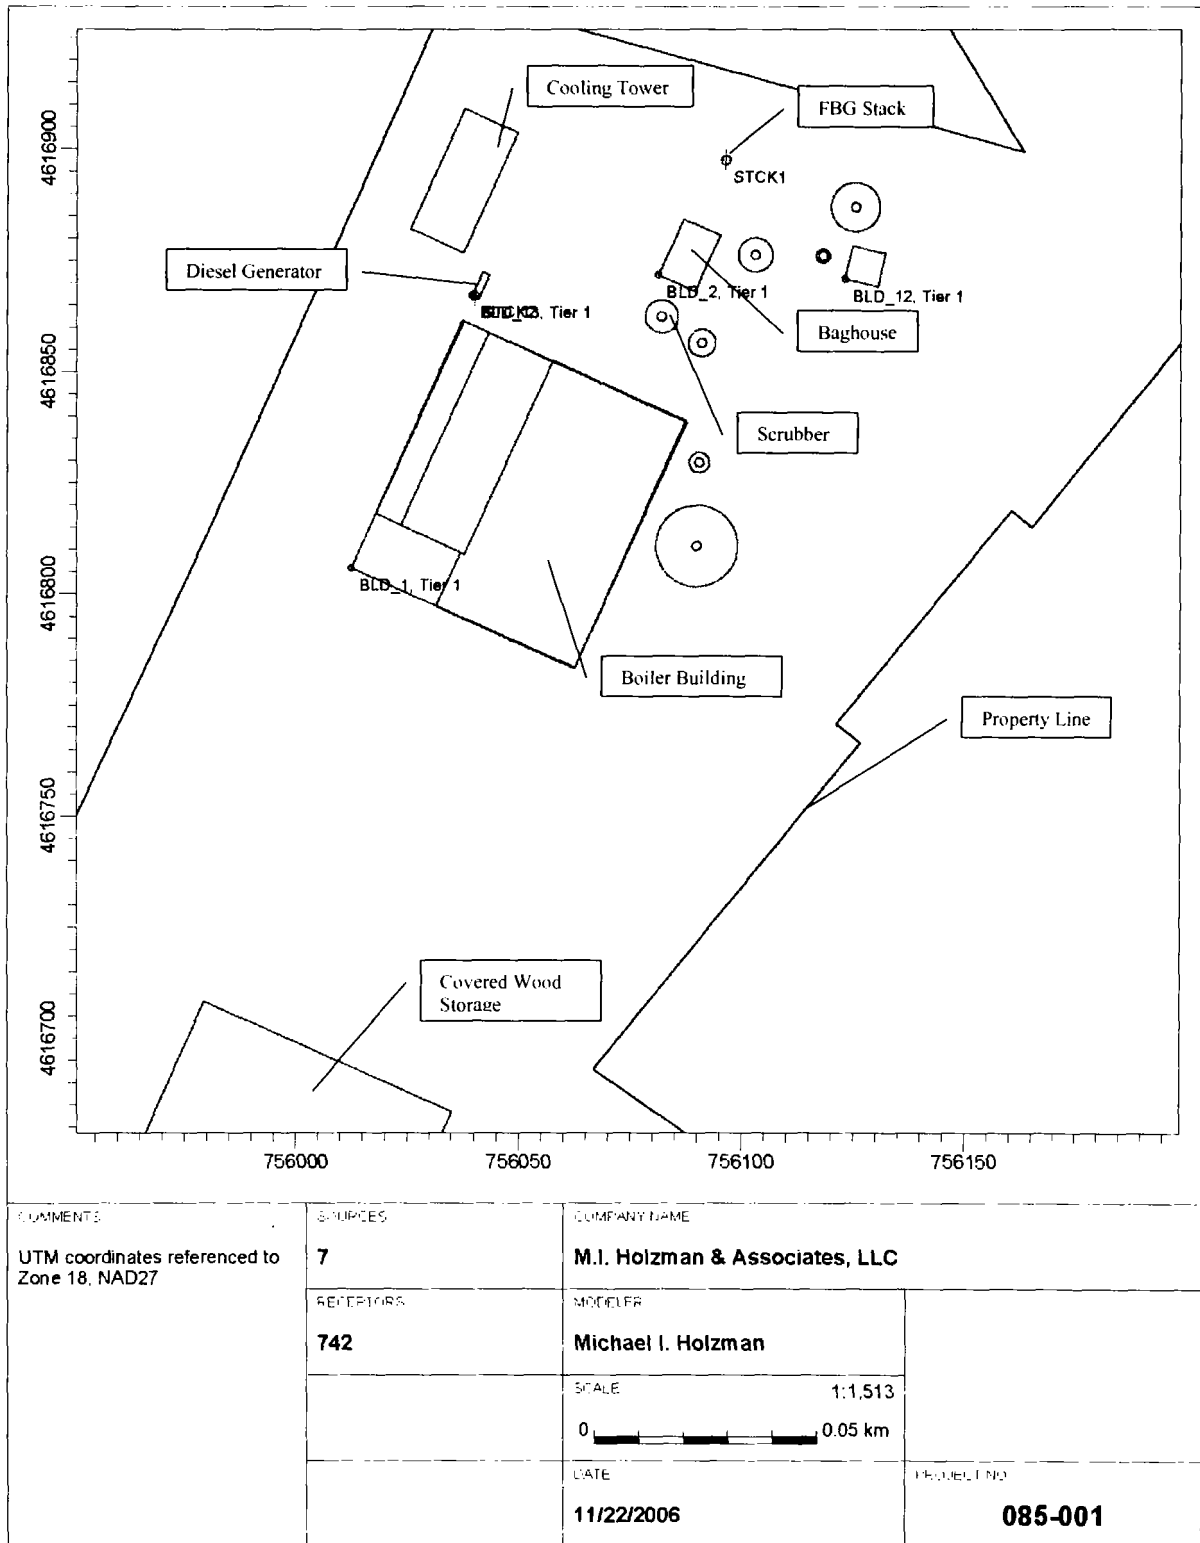 Cooling Tower
FBG Stack
4616900
STCK1
Diesel Generator
BLD_2, Tier 1
BLD_12, Tier 1
Tier 1
Baghouse
4616850
Scrubber
4616800
BLD_1, Tier 1
Boiler Building
Property Line
4616750
Covered Wood
Storage
4616700
756000 756050 756100 756150
COMMENTS
UTM coordinates referenced to
Zone 18, NAD27
SOURCES
7
COMPANY NAME
M.I. Holzman & Associates, LLC
RECEPTORS
742
MODELER
Michael I. Holzman
SCALE 1:1,513
0 0.05 km
DATE
11/22/2006
PROJECT NO
085-001